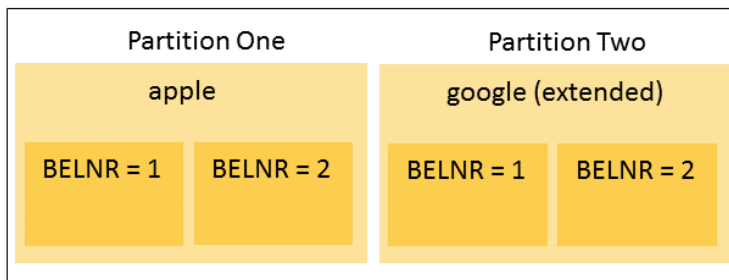 Partition One
apple
BELNR = 1
BELNR = 2
Partition Two
google (extended)
BELNR = 1
BELNR = 2